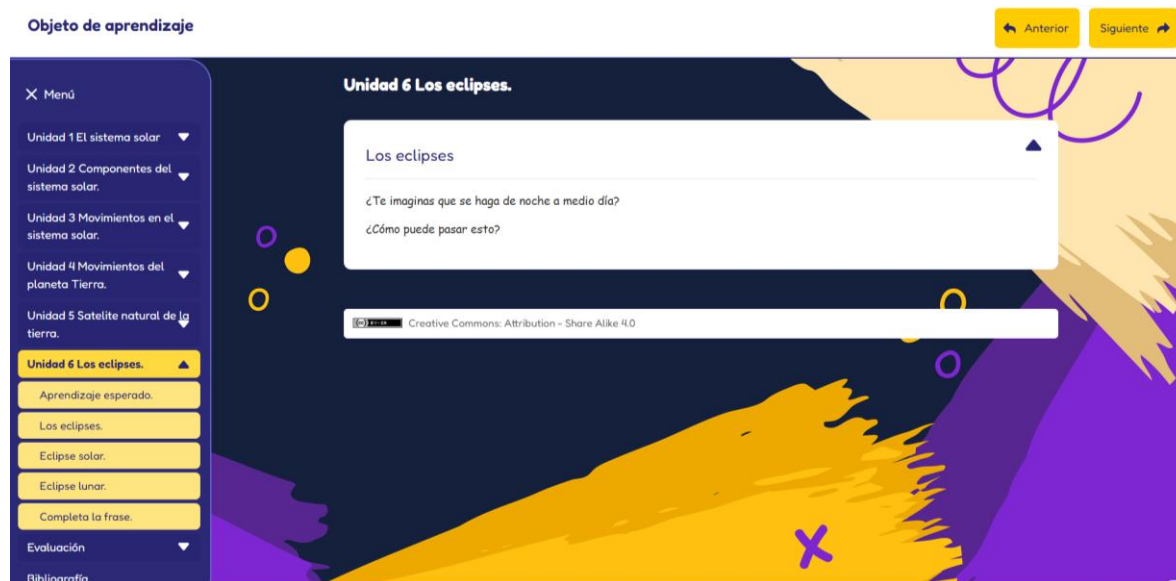 Objeto de aprendizaje
Anterior
Siguiente
Menú
Unidad 1 El sistema solar
Unidad 2 Componentes del
sistema solar.
Unidad 3 Movimientos en el
sistema solar.
Unidad 4 Movimientos del
planeta Tierra.
Unidad 5 Satelite natural de la
tierra.
Unidad 6 Los eclipses.
Aprendizaje esperado.
Los eclipses.
Eclipse solar.
Eclipse lunar.
Completa la frase.
Evaluación
Bibliografía
Unidad 6 Los eclipses.
Los eclipses
¿Te imaginas que se haga de noche a medio día?
¿Cómo puede pasar esto?
(cc) BY-SA Creative Commons: Attribution - Share Alike 4.0